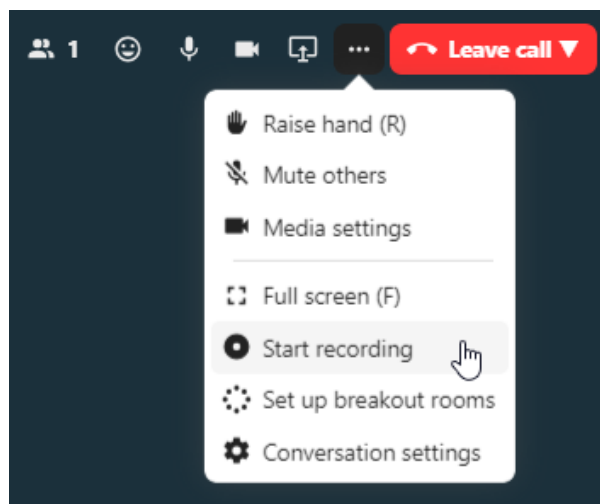 1
Leave call
Raise hand (R)
Mute others
Media settings
Full screen (F)
Start recording
Set up breakout rooms
Conversation settings